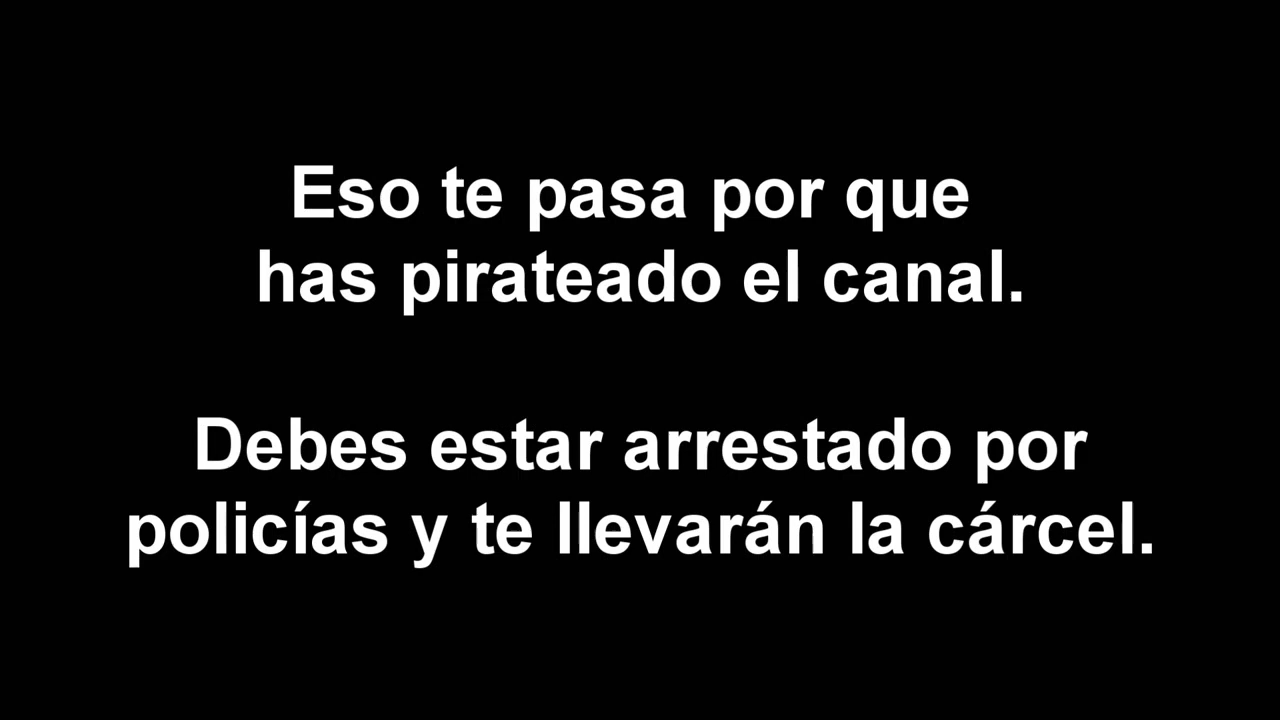 Eso te pasa por que
has pirateado el canal.
Debes estar arrestado por
policías y te llevarán la cárcel.